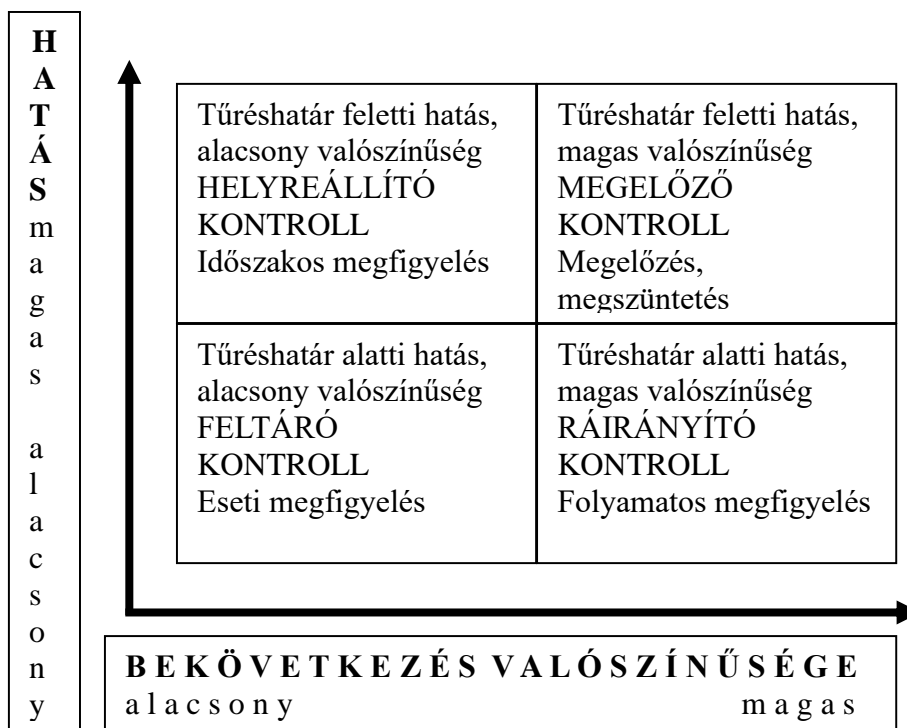 HATÁS magas alacsony
Tűréshatár feletti hatás,
alacsony valószínűség
HELYREÁLLÍTÓ
KONTROLL
Időszakos megfigyelés
Tűréshatár feletti hatás,
magas valószínűség
MEGELŐZŐ
KONTROLL
Megelőzés,
megszüntetés
Tűréshatár alatti hatás,
alacsony valószínűség
FELTÁRÓ
KONTROLL
Eseti megfigyelés
Tűréshatár alatti hatás,
magas valószínűség
RÁIRÁNYÍTÓ
KONTROLL
Folyamatos megfigyelés
BEKÖVETKEZÉS VALÓSZÍNŰSÉGE
alacsony magas